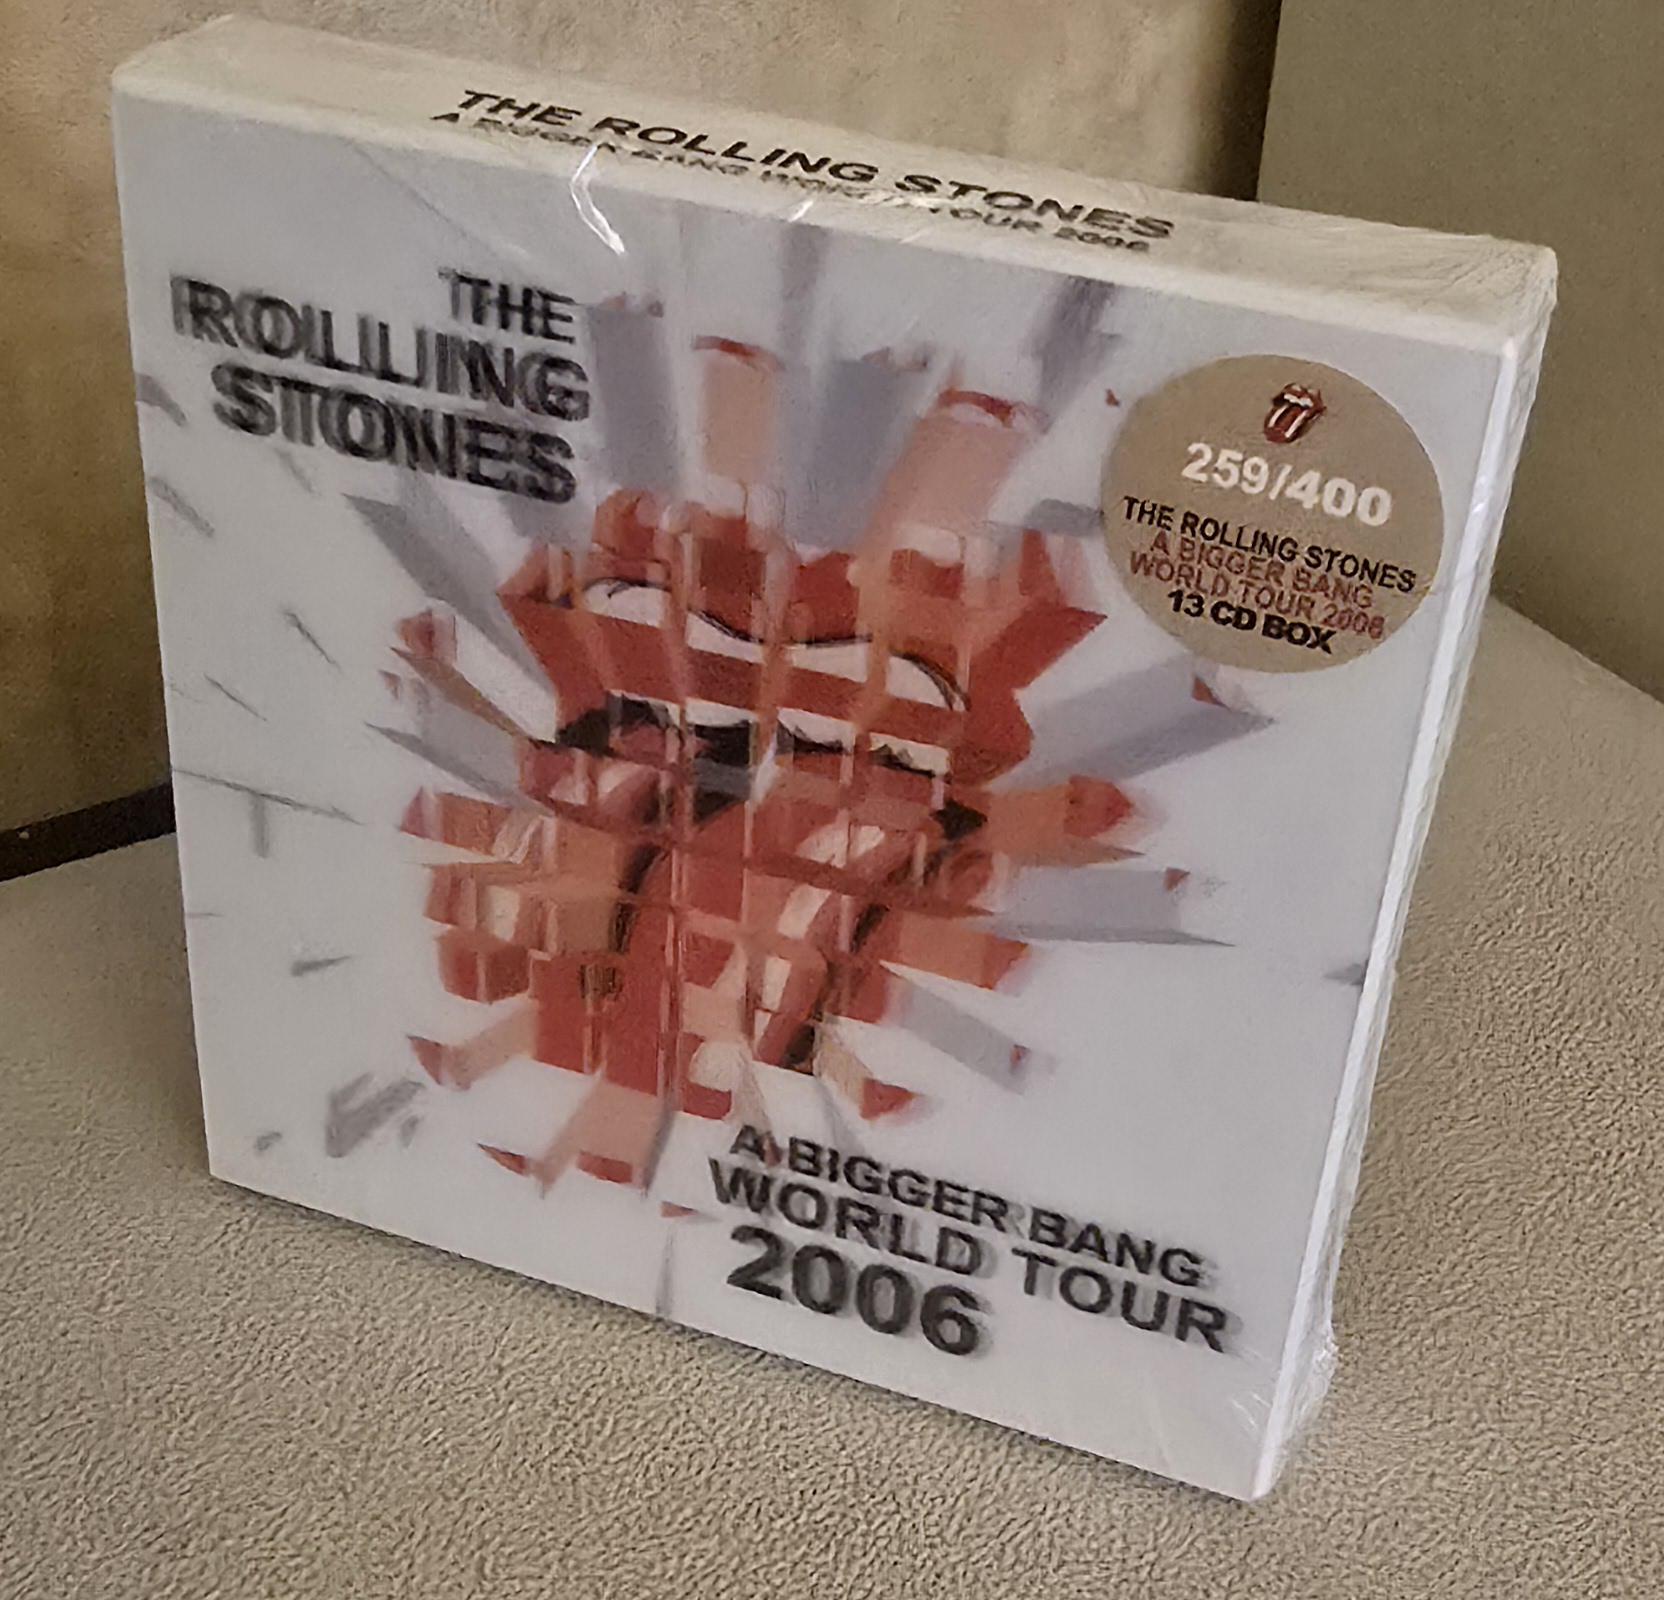 THE ROLLING STONES
A BIGGER BANG WORLD TOUR 2006
THE
ROLLING
STONES
259/400
THE ROLLING STONES
A BIGGER BANG
WORLD TOUR 2006
13 CD BOX
A BIGGER BANG
WORLD TOUR
2006